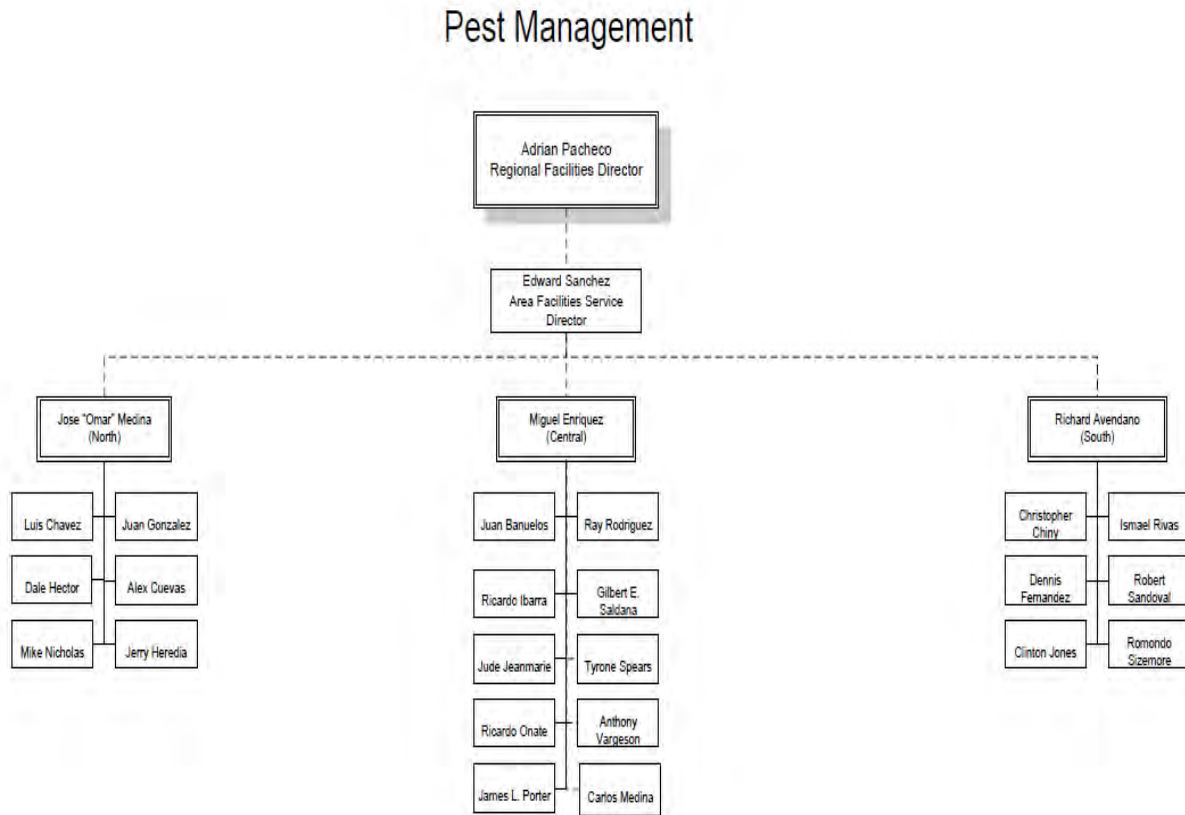 Pest Management
Adrian Pacheco
Regional Facilities Director
Edward Sanchez
Area Facilities Service
Director
Jose "Omar" Medina
(North)
Miguel Enriquez
(Central)
Richard Avendano
(South)
Luis Chavez
Juan Gonzalez
Dale Hector
Alex Cuevas
Mike Nicholas
Jerry Heredia
Juan Banuelos
Ray Rodriguez
Ricardo Ibarra
Gilbert E.
Saldana
Jude Jeanmarie
Tyrone Spears
Ricardo Onate
Anthony
Vargeson
James L. Porter
Carlos Medina
Christopher
Chiny
Ismael Rivas
Dennis
Fernandez
Robert
Sandoval
Clinton Jones
Romondo
Sizemore